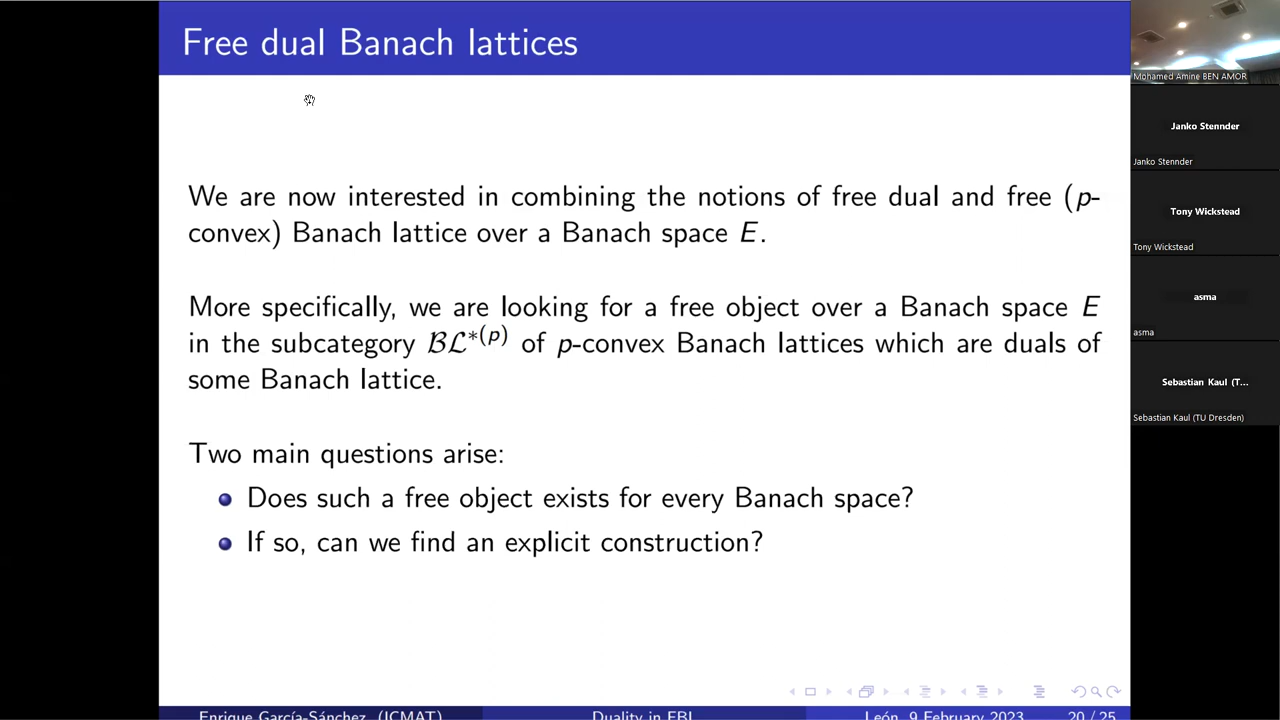 Free dual Banach lattices
We are now interested in combining the notions of free dual and free (p-
convex) Banach lattice over a Banach space E.
More specifically, we are looking for a free object over a Banach space E
in the subcategory 𝓑𝓛*(p) of p-convex Banach lattices which are duals of
some Banach lattice.
Two main questions arise:
Does such a free object exists for every Banach space?
If so, can we find an explicit construction?
Enrique García-Sánchez (ICMAT) Duality in FBL León, 9 February 2023 20 / 25
Mohamed Amine BEN AMOR
Janko Stennder
Janko Stennder
Tony Wickstead
Tony Wickstead
asma
asma
Sebastian Kaul (T...
Sebastian Kaul (TU Dresden)